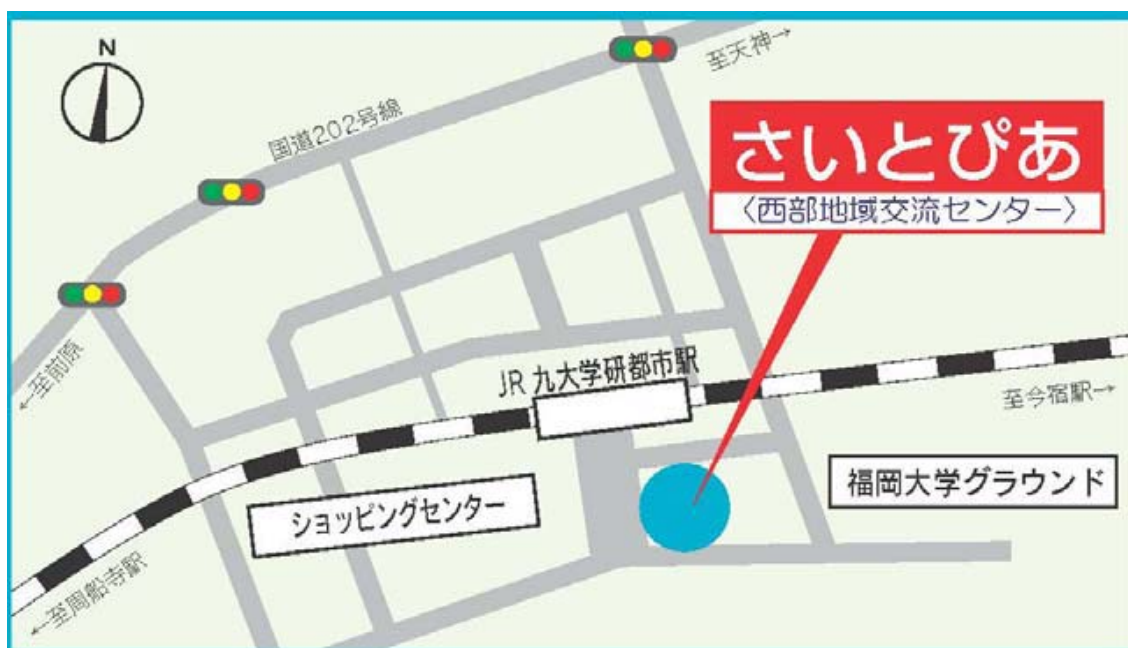 N
至天神→
国道202号線
さいとぴあ
〈西部地域交流センター〉
←至前原
JR 九大学研都市駅
至今宿駅→
福岡大学グラウンド
ショッピングセンター
←至周船寺駅